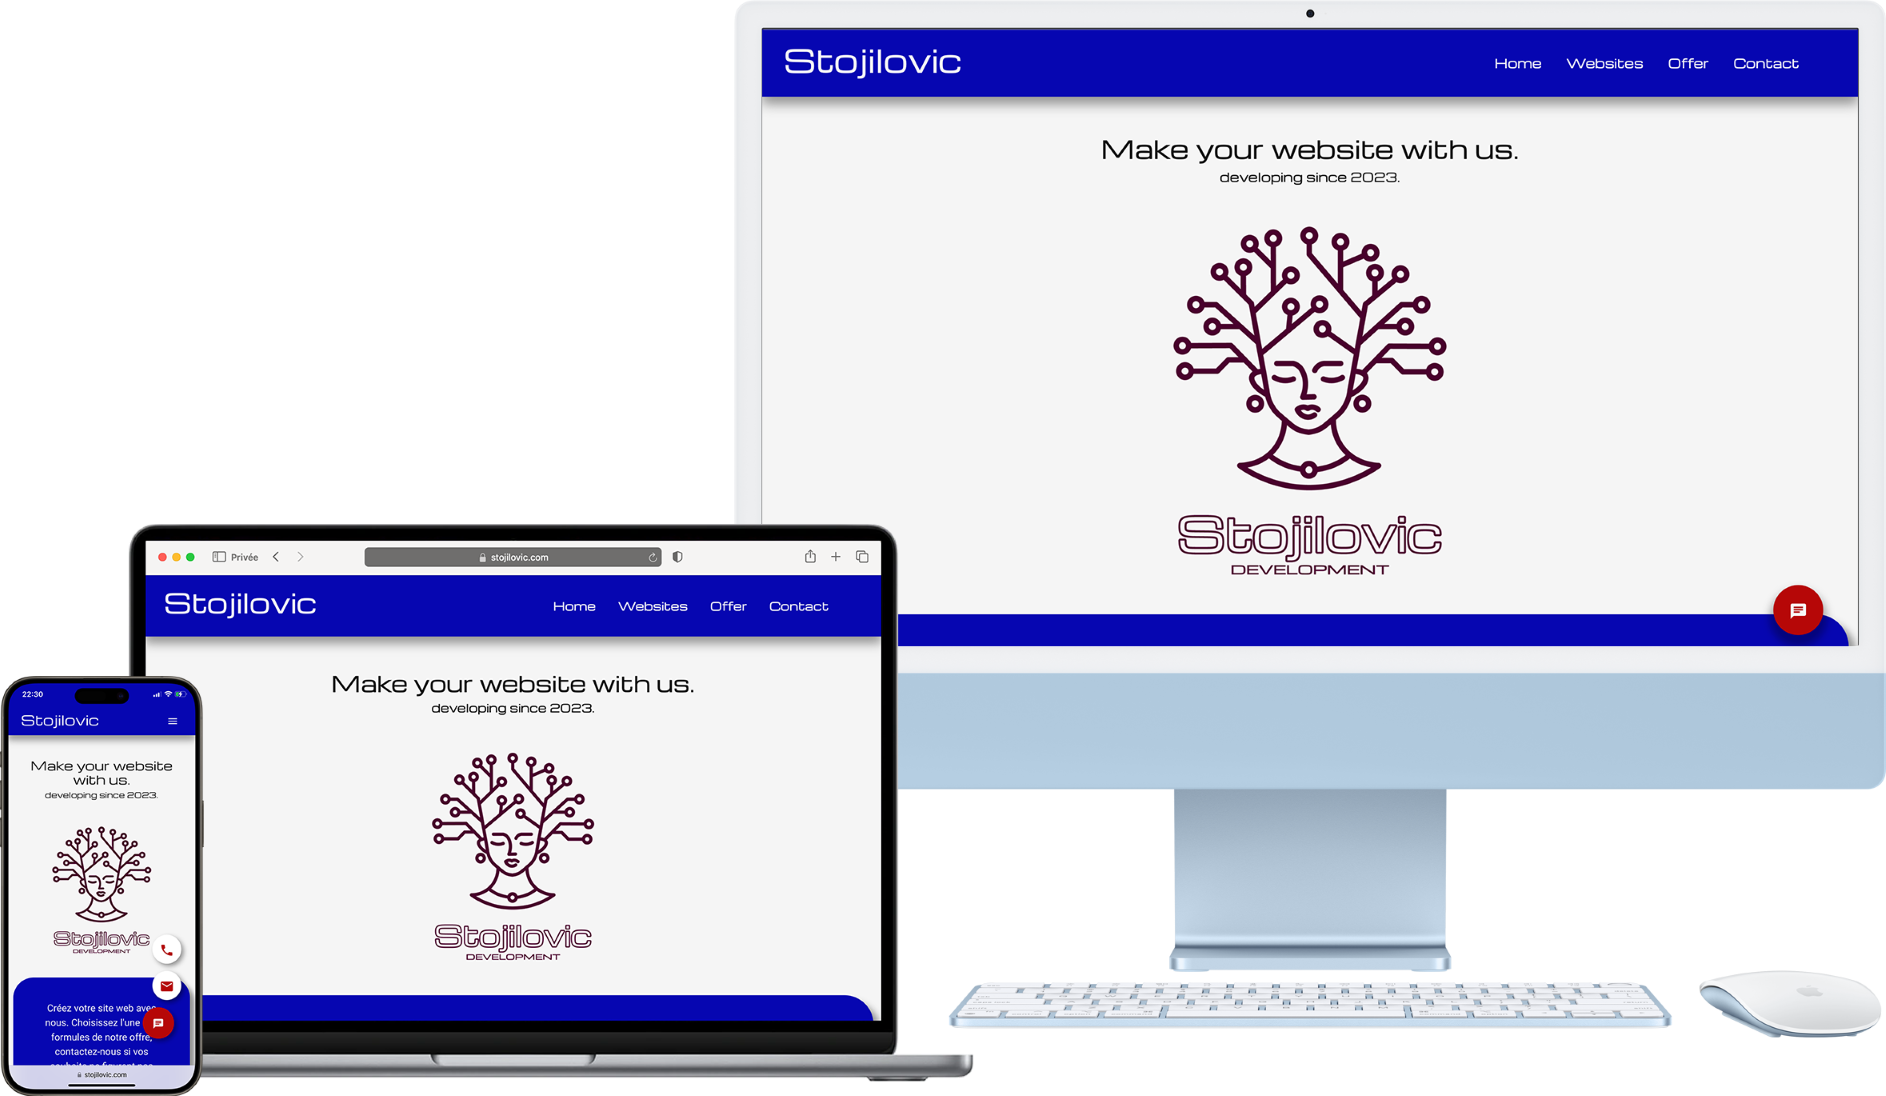 Stojilovic
Home Websites Offer Contact
Make your website with us.
developing since 2023.
Stojilovic
DEVELOPMENT
Privée
stojilovic.com
Stojilovic
Home Websites Offer Contact
Make your website with us.
developing since 2023.
Stojilovic
DEVELOPMENT
22:30
Stojilovic
Make your website
with us.
developing since 2023.
Stojilovic
DEVELOPMENT
Créez votre site web avec
nous. Choisissez l'une
formules de notre offre,
contactez-nous si vos
stojilovic.com